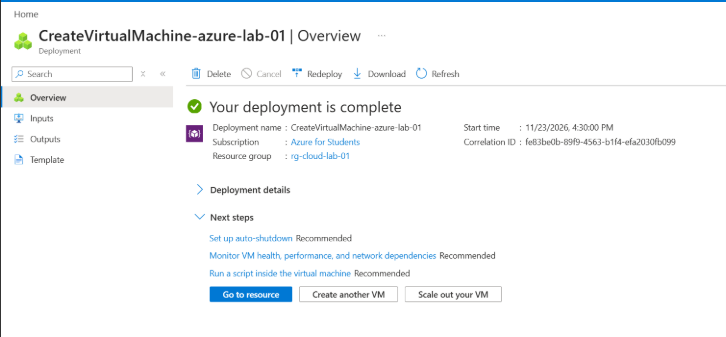 Home
CreateVirtualMachine-azure-lab-01 | Overview ...
Deployment
Search
Delete Cancel Redeploy Download Refresh
Overview
Inputs
Outputs
Template
Your deployment is complete
Deployment name : CreateVirtualMachine-azure-lab-01 Start time : 11/23/2026, 4:30:00 PM
Subscription : Azure for Students Correlation ID : fe83be0b-89f9-4563-b1f4-efa2030fb099
Resource group : rg-cloud-lab-01
Deployment details
Next steps
Set up auto-shutdown Recommended
Monitor VM health, performance, and network dependencies Recommended
Run a script inside the virtual machine Recommended
Go to resource Create another VM Scale out your VM